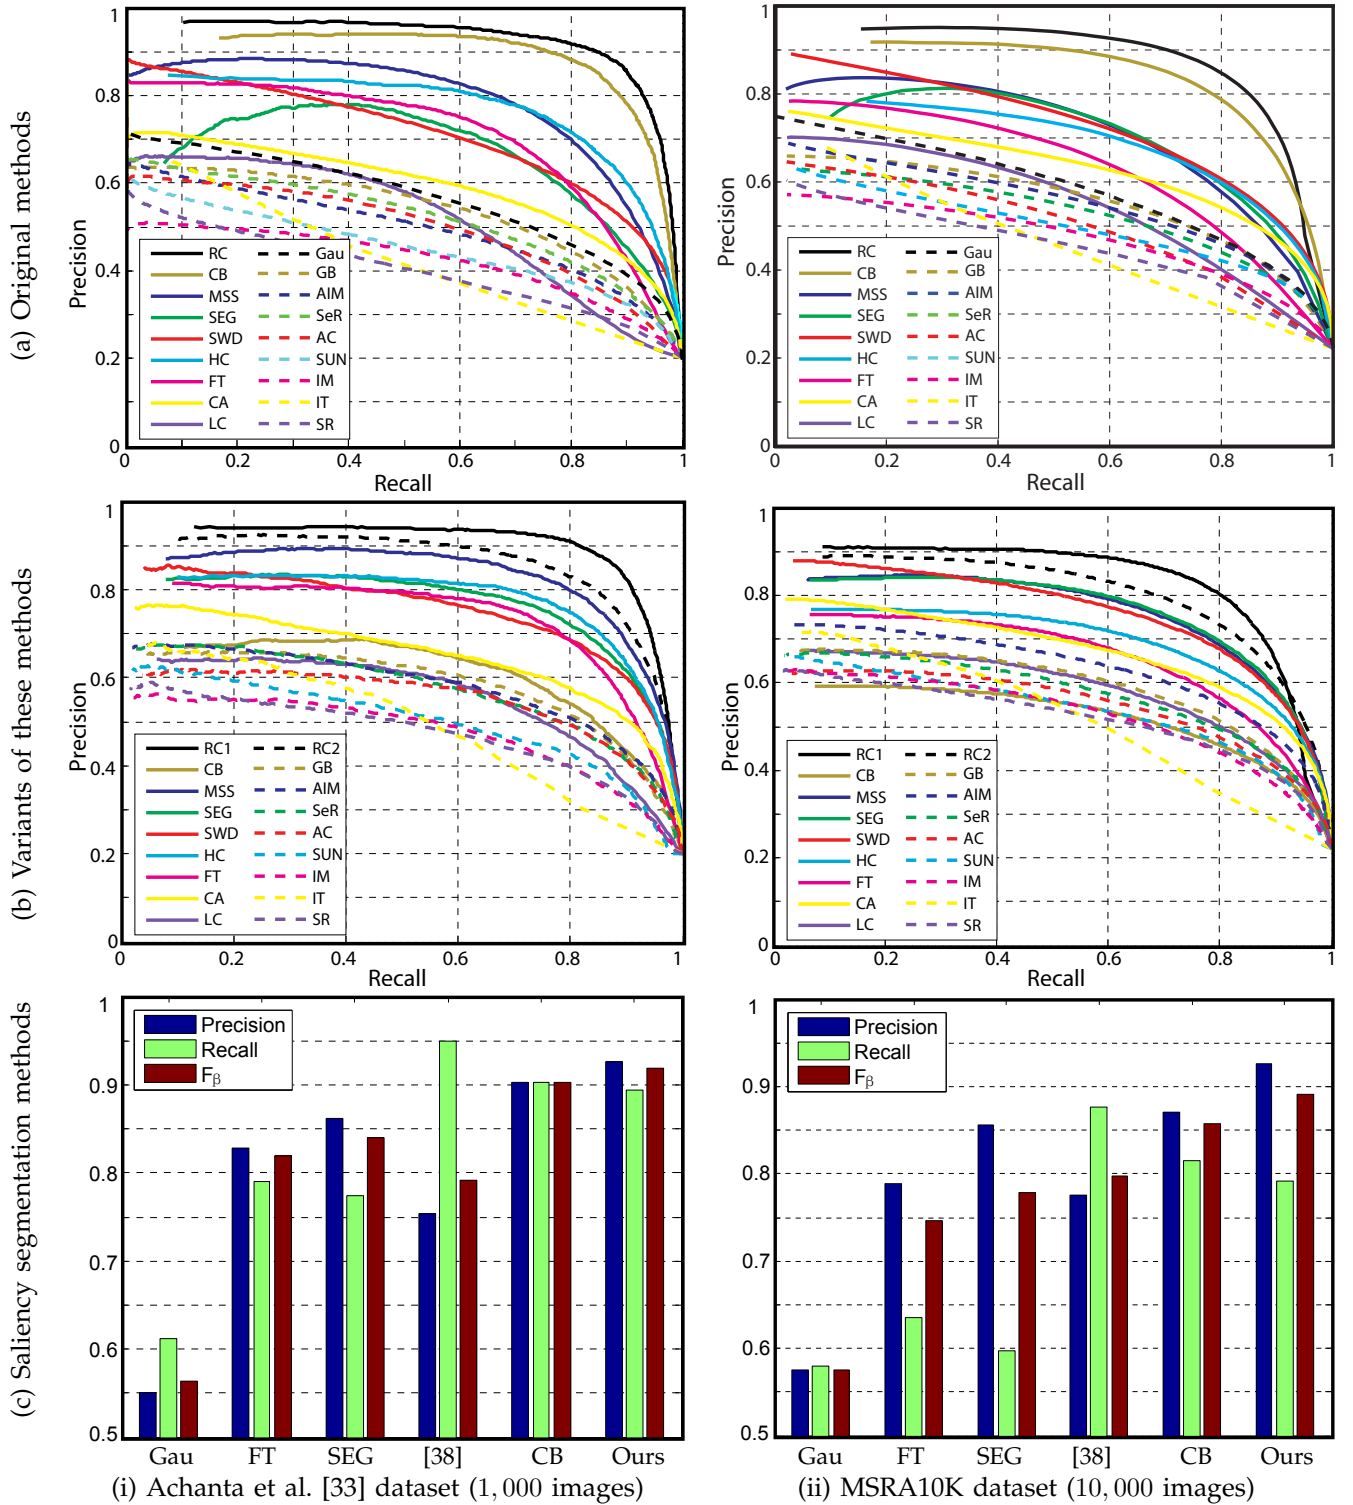 (a) Original methods
1
0.8
0.6
0.4
0.2
0
Precision
RC
CB
MSS
SEG
SWD
HC
FT
CA
LC
Gau
GB
AIM
SeR
AC
SUN
IM
IT
SR
0
0.2
0.4
0.6
0.8
1
Recall
1
0.8
0.6
0.4
0.2
0
Precision
RC
CB
MSS
SEG
SWD
HC
FT
CA
LC
Gau
GB
AIM
SeR
AC
SUN
IM
IT
SR
0
0.2
0.4
0.6
0.8
1
Recall
(b) Variants of these methods
1
0.8
0.6
0.4
0.2
0
Precision
RC1
CB
MSS
SEG
SWD
HC
FT
CA
LC
RC2
GB
AIM
SeR
AC
SUN
IM
IT
SR
0
0.2
0.4
0.6
0.8
1
Recall
1
0.8
0.6
0.4
0.2
0
Precision
RC1
CB
MSS
SEG
SWD
HC
FT
CA
LC
RC2
GB
AIM
SeR
AC
SUN
IM
IT
SR
0
0.2
0.4
0.6
0.8
1
Recall
(c) Saliency segmentation methods
1
0.9
0.8
0.7
0.6
0.5
Precision
Recall
Fβ
Gau FT SEG [38] CB Ours
(i) Achanta et al. [33] dataset (1,000 images)
1
0.9
0.8
0.7
0.6
0.5
Precision
Recall
Fβ
Gau FT SEG [38] CB Ours
(ii) MSRA10K dataset (10,000 images)